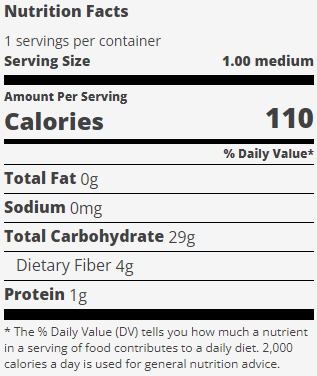 Nutrition Facts
1 servings per container
Serving Size 1.00 medium
Amount Per Serving
Calories 110
% Daily Value*
Total Fat 0g
Sodium 0mg
Total Carbohydrate 29g
Dietary Fiber 4g
Protein 1g
* The % Daily Value (DV) tells you how much a nutrient
in a serving of food contributes to a daily diet. 2,000
calories a day is used for general nutrition advice.